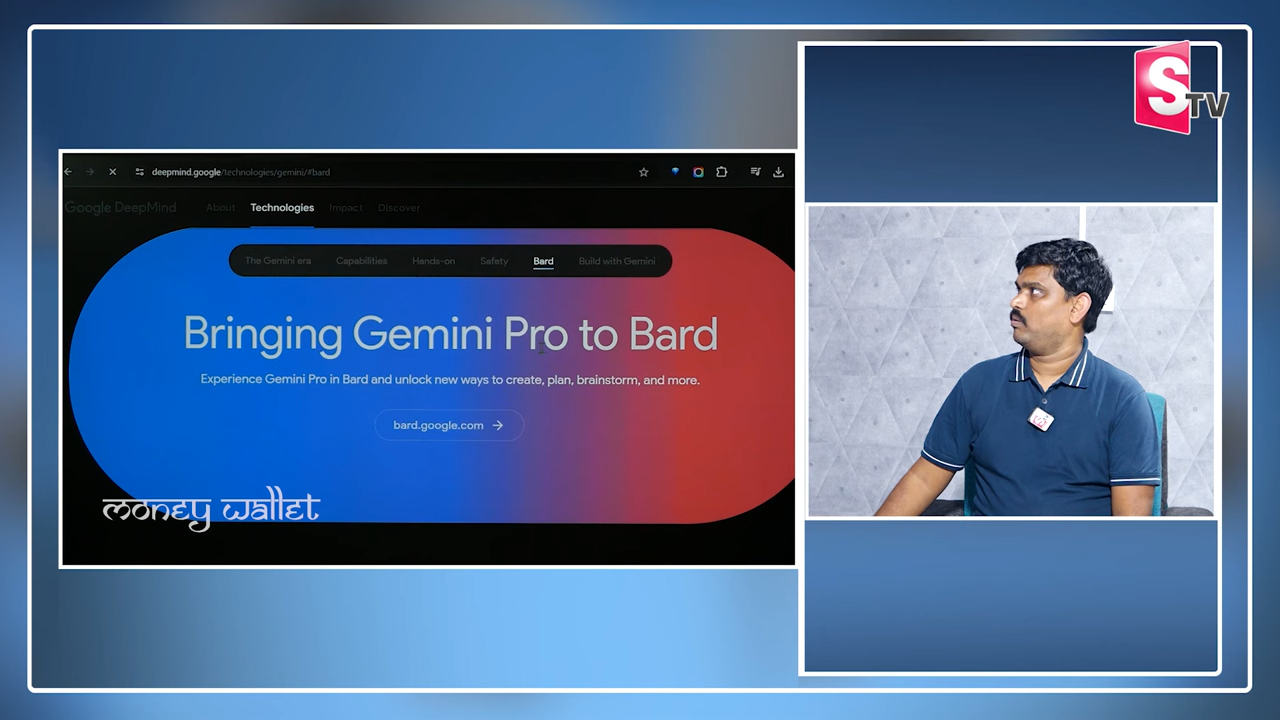 S TV
deepmind.google/technologies/gemini/#bard
Google DeepMind About Technologies Impact Discover
The Gemini era Capabilities Hands-on Safety Bard Build with Gemini
Bringing Gemini Pro to Bard
Experience Gemini Pro in Bard and unlock new ways to create, plan, brainstorm, and more.
bard.google.com →
money wallet